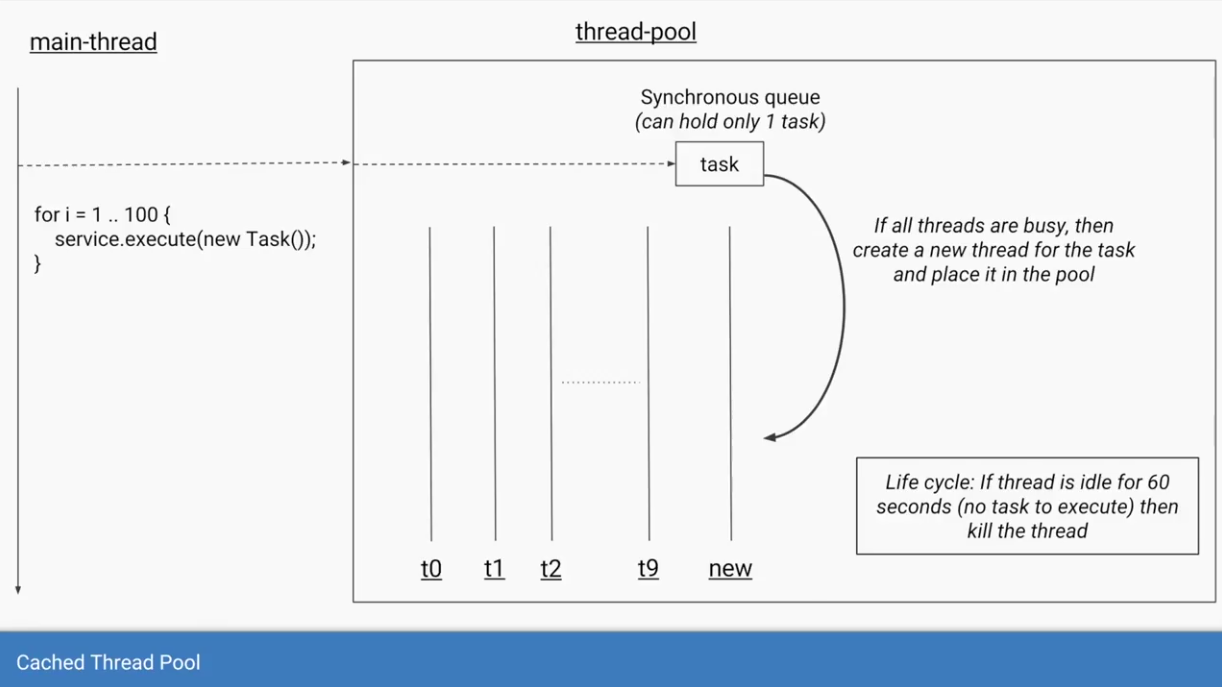 main-thread
thread-pool
Synchronous queue
(can hold only 1 task)
task
for i = 1 .. 100 {
service.execute(new Task());
}
If all threads are busy, then
create a new thread for the task
and place it in the pool
Life cycle: If thread is idle for 60
seconds (no task to execute) then
kill the thread
t0 t1 t2 t9 new
Cached Thread Pool